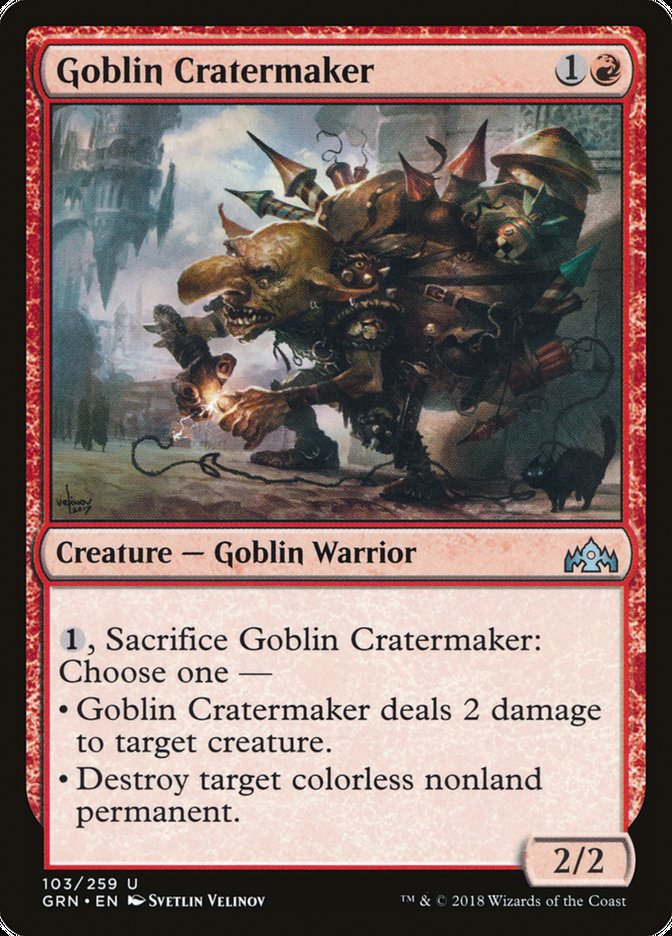 Goblin Cratermaker 1
Creature — Goblin Warrior
1, Sacrifice Goblin Cratermaker:
Choose one —
• Goblin Cratermaker deals 2 damage
to target creature.
• Destroy target colorless nonland
permanent.
2/2
103/259 U
GRN • EN Svetlin Velinov
™ & © 2018 Wizards of the Coast